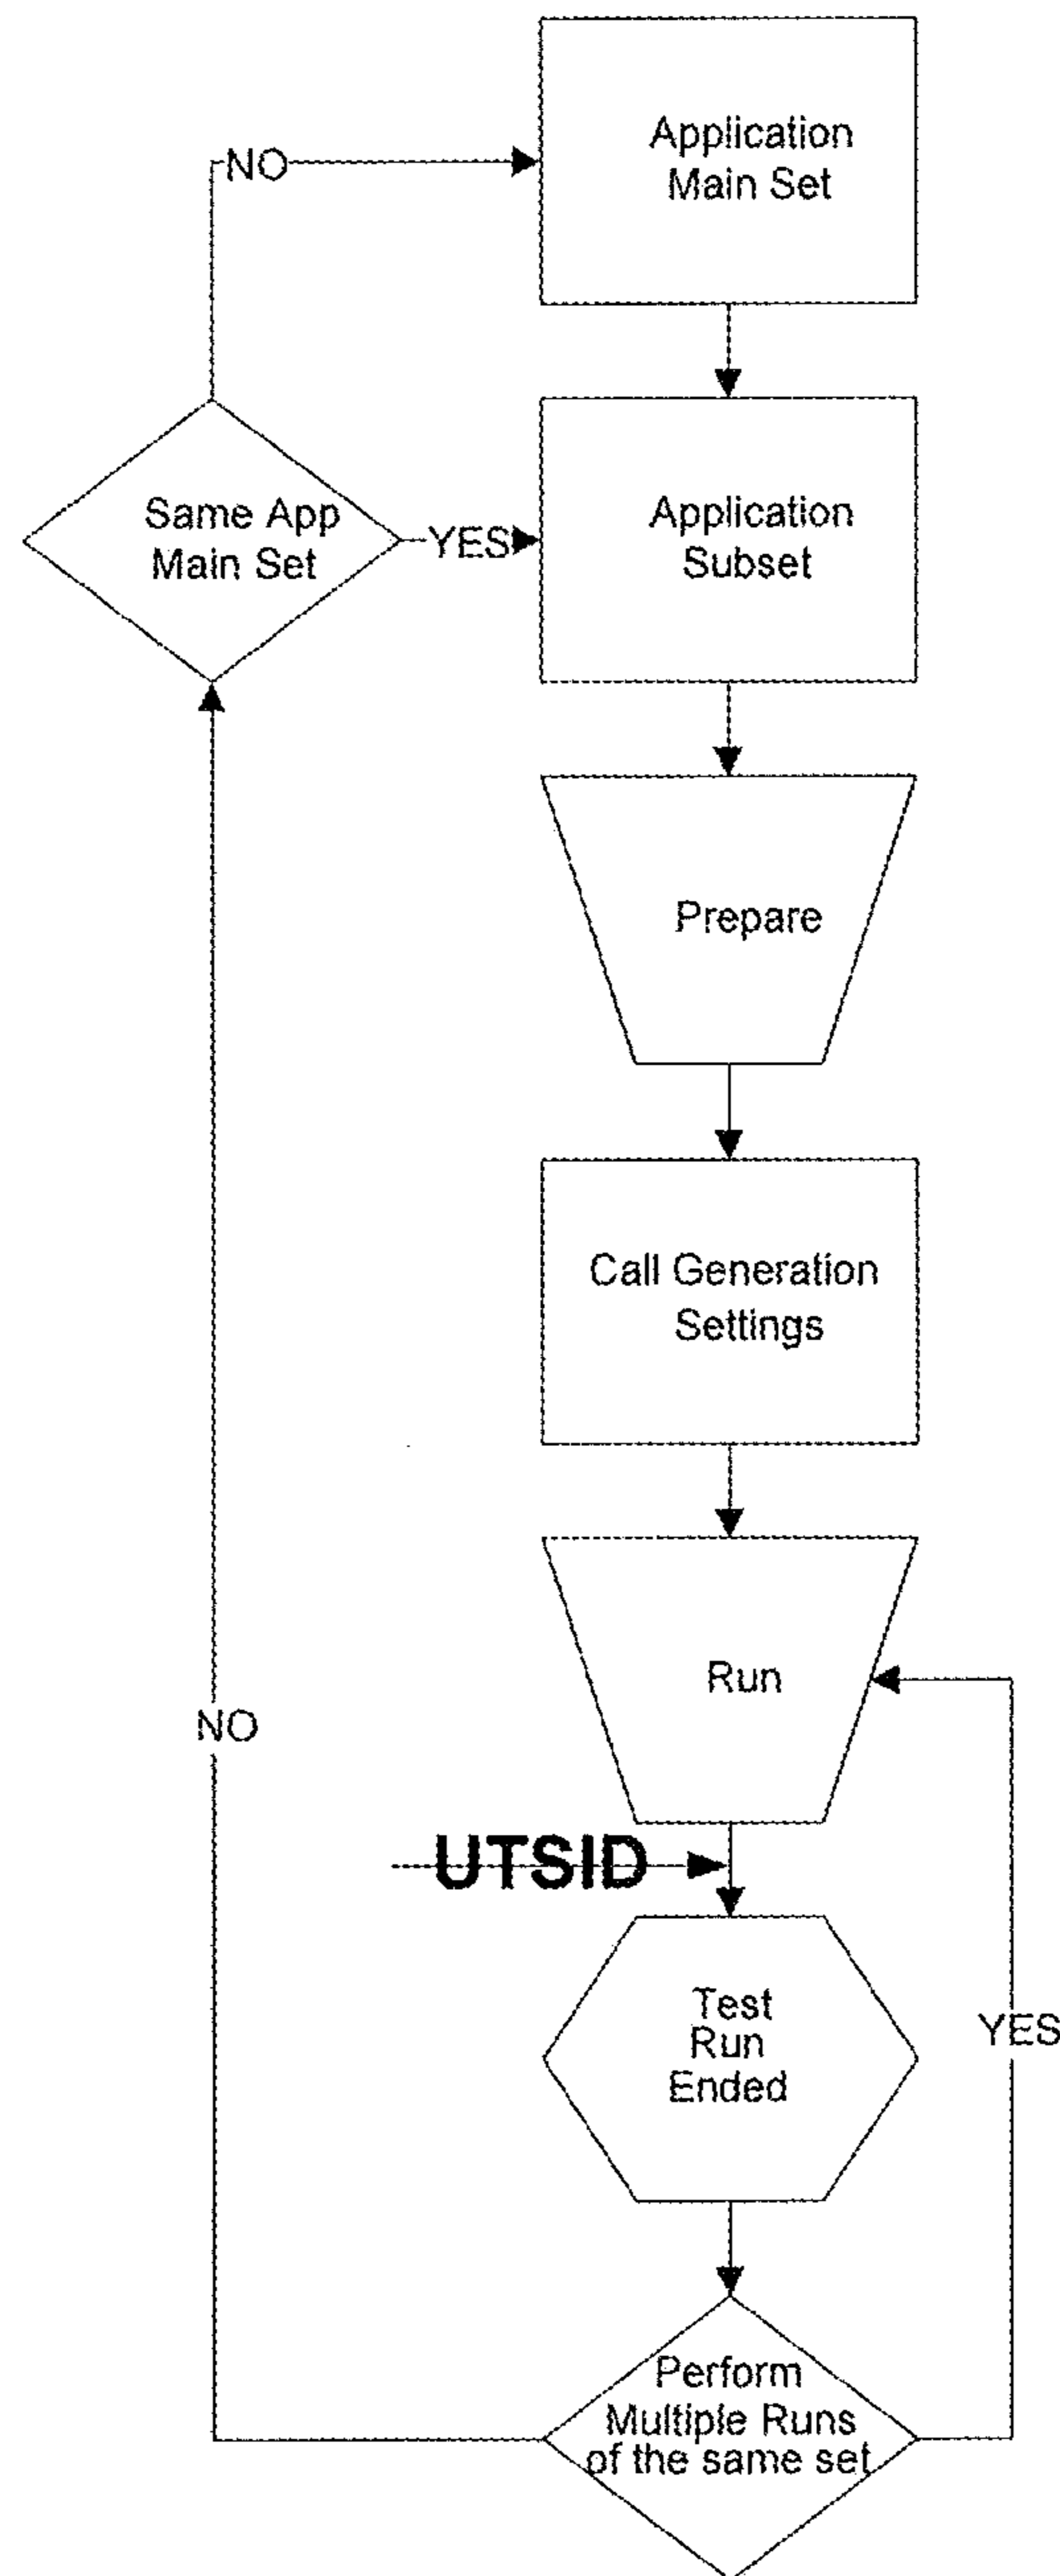 Application
Main Set
NO
Same App
Main Set
YES
Application
Subset
Prepare
Call Generation
Settings
Run
NO
UTSID
Test
Run
Ended
YES
Perform
Multiple Runs
of the same set